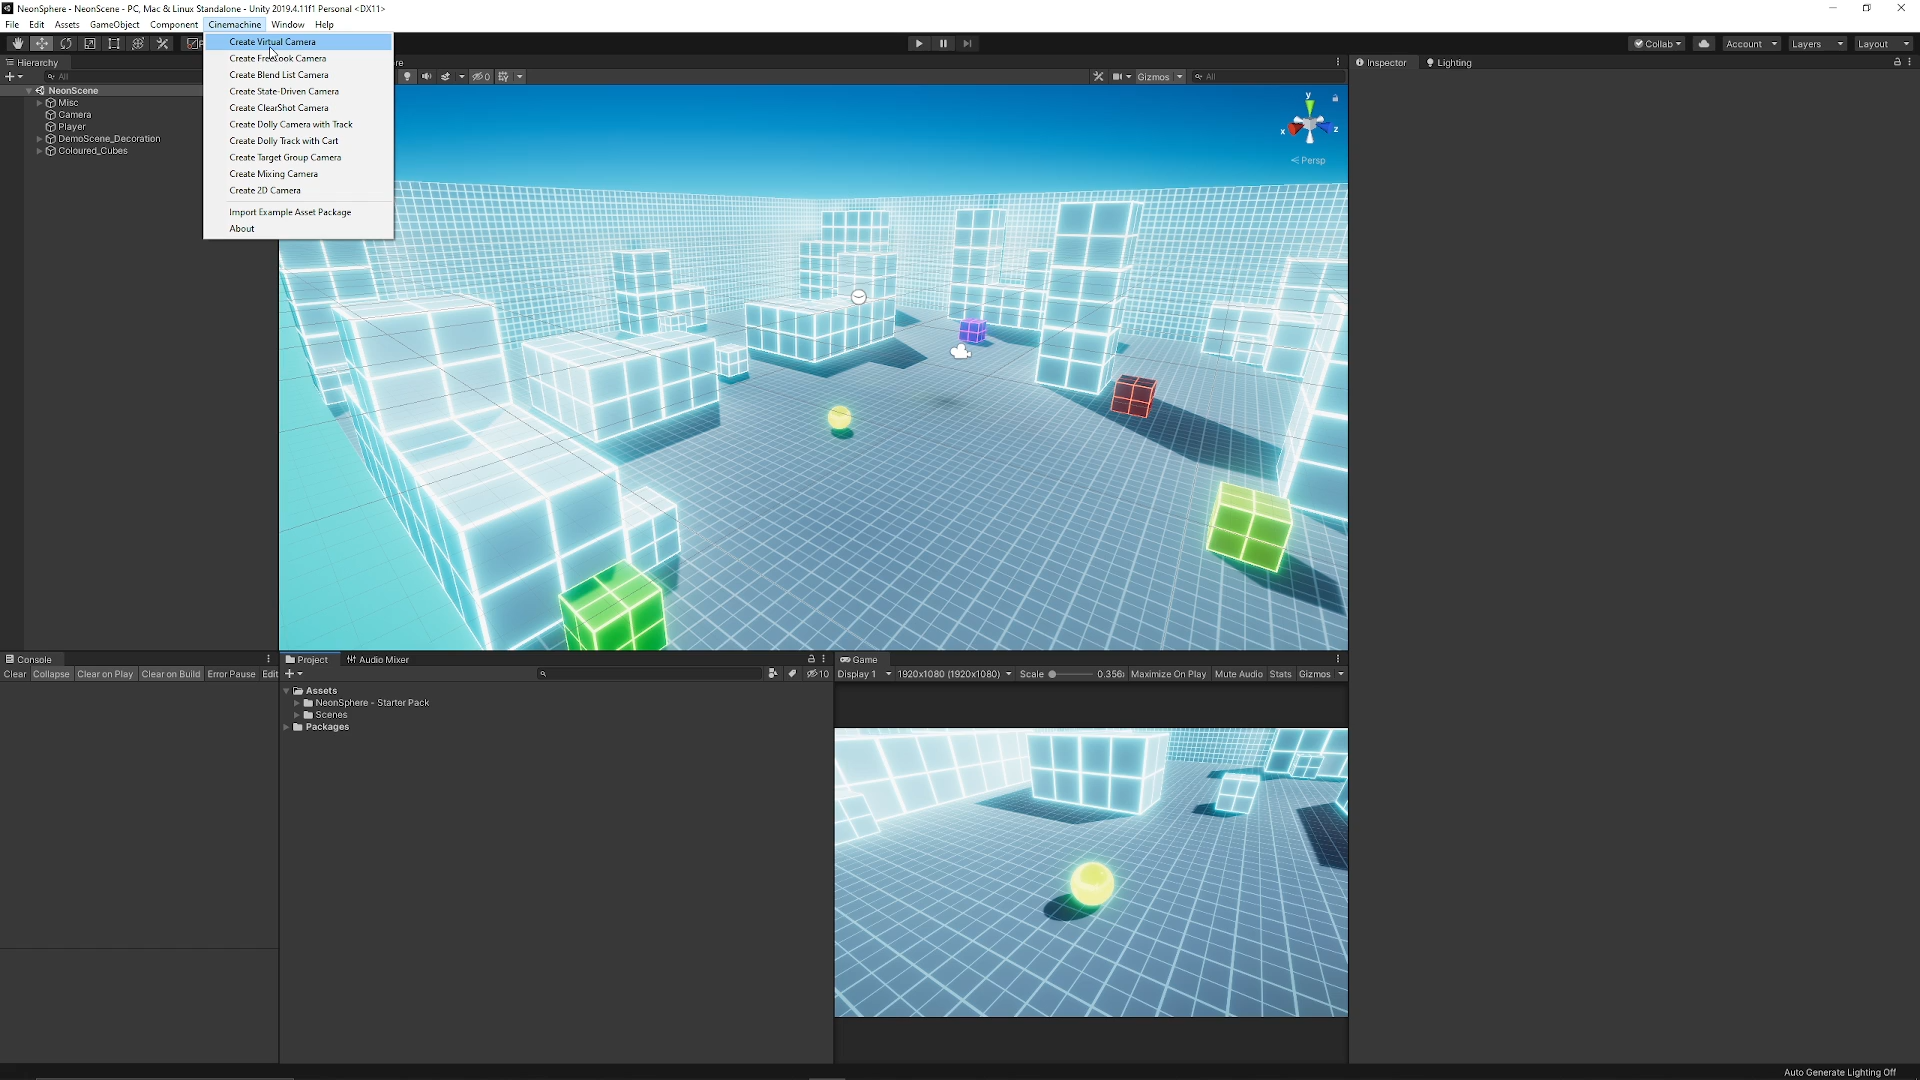 NeonSphere - NeonScene - PC, Mac & Linux Standalone - Unity 2019.4.11f1 Personal <DX11>
File Edit Assets GameObject Component Cinemachine Window Help
Create Virtual Camera
Create FreeLook Camera
Create Blend List Camera
Create State-Driven Camera
Create ClearShot Camera
Create Dolly Camera with Track
Create Dolly Track with Cart
Create Target Group Camera
Create Mixing Camera
Create 2D Camera
Import Example Asset Package
About
Collab Account Layers Layout
Hierarchy
All
NeonScene
Misc
Camera
Player
DemoScene_Decoration
Coloured_Cubes
0
Gizmos All
y
x z
Persp
Inspector Lighting
Console
Clear Collapse Clear on Play Clear on Build Error Pause Edit
Project Audio Mixer
10
Assets
NeonSphere - Starter Pack
Scenes
Packages
Game
Display 1 1920x1080 (1920x1080) Scale 0.356 Maximize On Play Mute Audio Stats Gizmos
Auto Generate Lighting Off